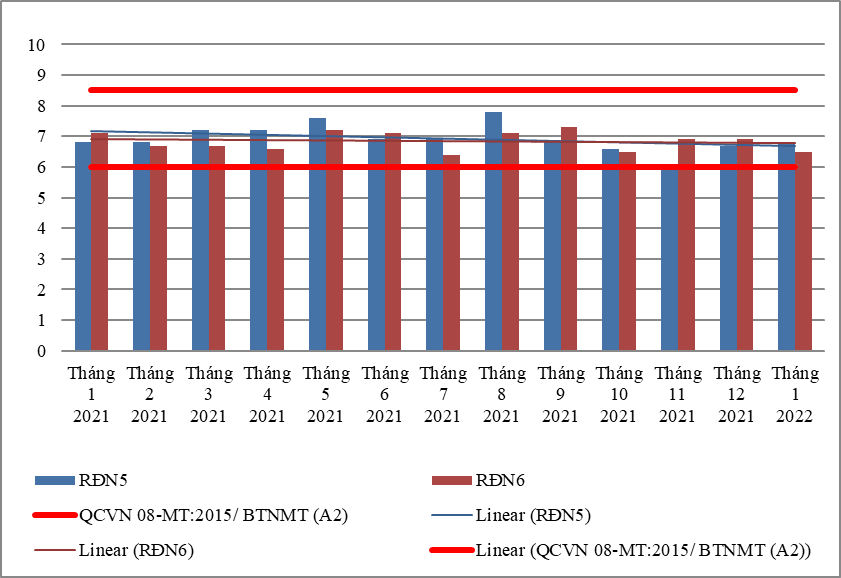 10
9
8
7
6
5
4
3
2
1
0
Tháng 1 2021
Tháng 2 2021
Tháng 3 2021
Tháng 4 2021
Tháng 5 2021
Tháng 6 2021
Tháng 7 2021
Tháng 8 2021
Tháng 9 2021
Tháng 10 2021
Tháng 11 2021
Tháng 12 2021
Tháng 1 2022
RĐN5
RĐN6
QCVN 08-MT:2015/ BTNMT (A2)
Linear (RĐN5)
Linear (RĐN6)
Linear (QCVN 08-MT:2015/ BTNMT (A2))